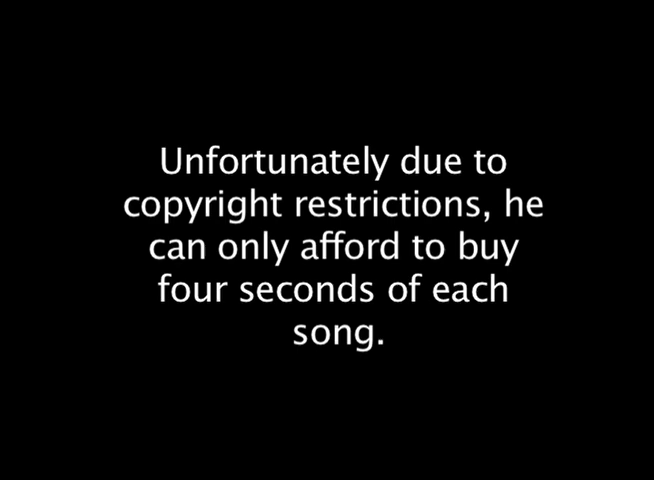 Unfortunately due to
copyright restrictions, he
can only afford to buy
four seconds of each
song.